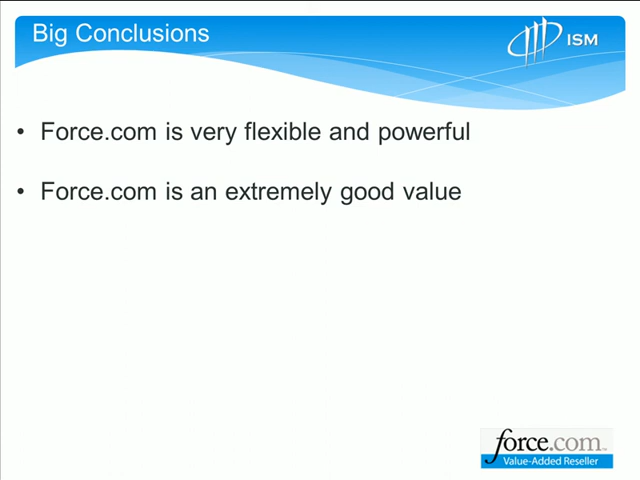 Big Conclusions
ISM
• Force.com is very flexible and powerful
• Force.com is an extremely good value
force.com™
Value-Added Reseller